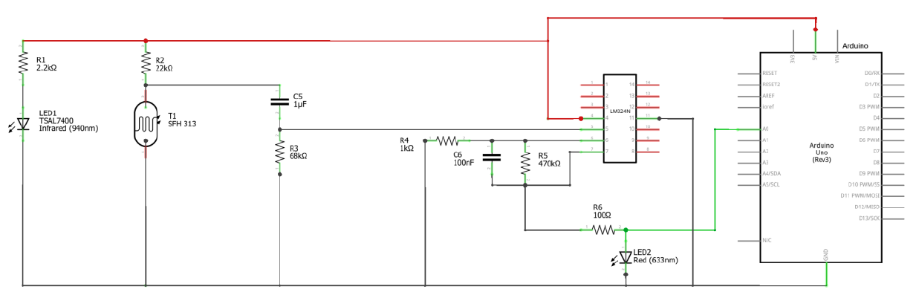 Arduino
3V3
5V
VIN
R1
2.2kΩ
R2
22kΩ
C5
1μF
LED1
TSAL7400
Infrared (940nm)
T1
SFH 313
R3
68kΩ
R4
1kΩ
C6
100nF
R5
470kΩ
LM324N
R6
100Ω
LED2
Red (633nm)
RESET
RESET2
AREF
ioref
A0
A1
A2
A3
A4/SDA
A5/SCL
N/C
D0/RX
D1/TX
D2
D3 PWM
D4
D5 PWM
D6 PWM
D7
D8
D9 PWM
D10 PWM/SS
D11 PWM/MOSI
D12/MISO
D13/SCK
Arduino
Uno
(Rev3)
GND